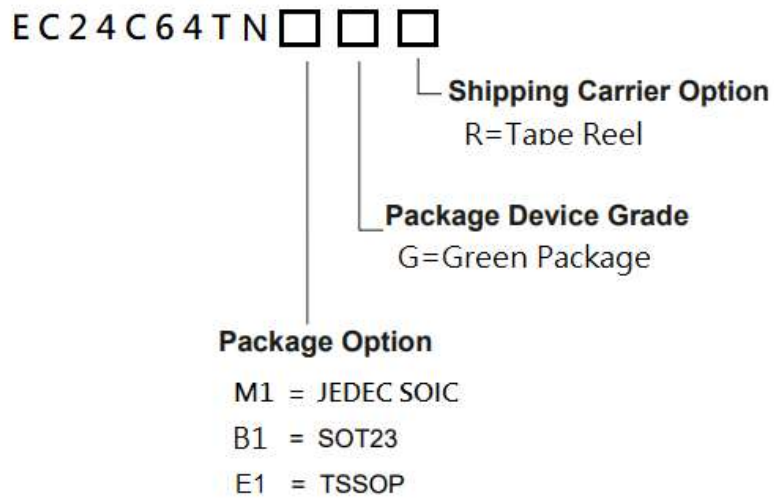 EC24C64TN□ □ □
Shipping Carrier Option
R=Tape Reel
Package Device Grade
G=Green Package
Package Option
M1 = JEDEC SOIC
B1 = SOT23
E1 = TSSOP